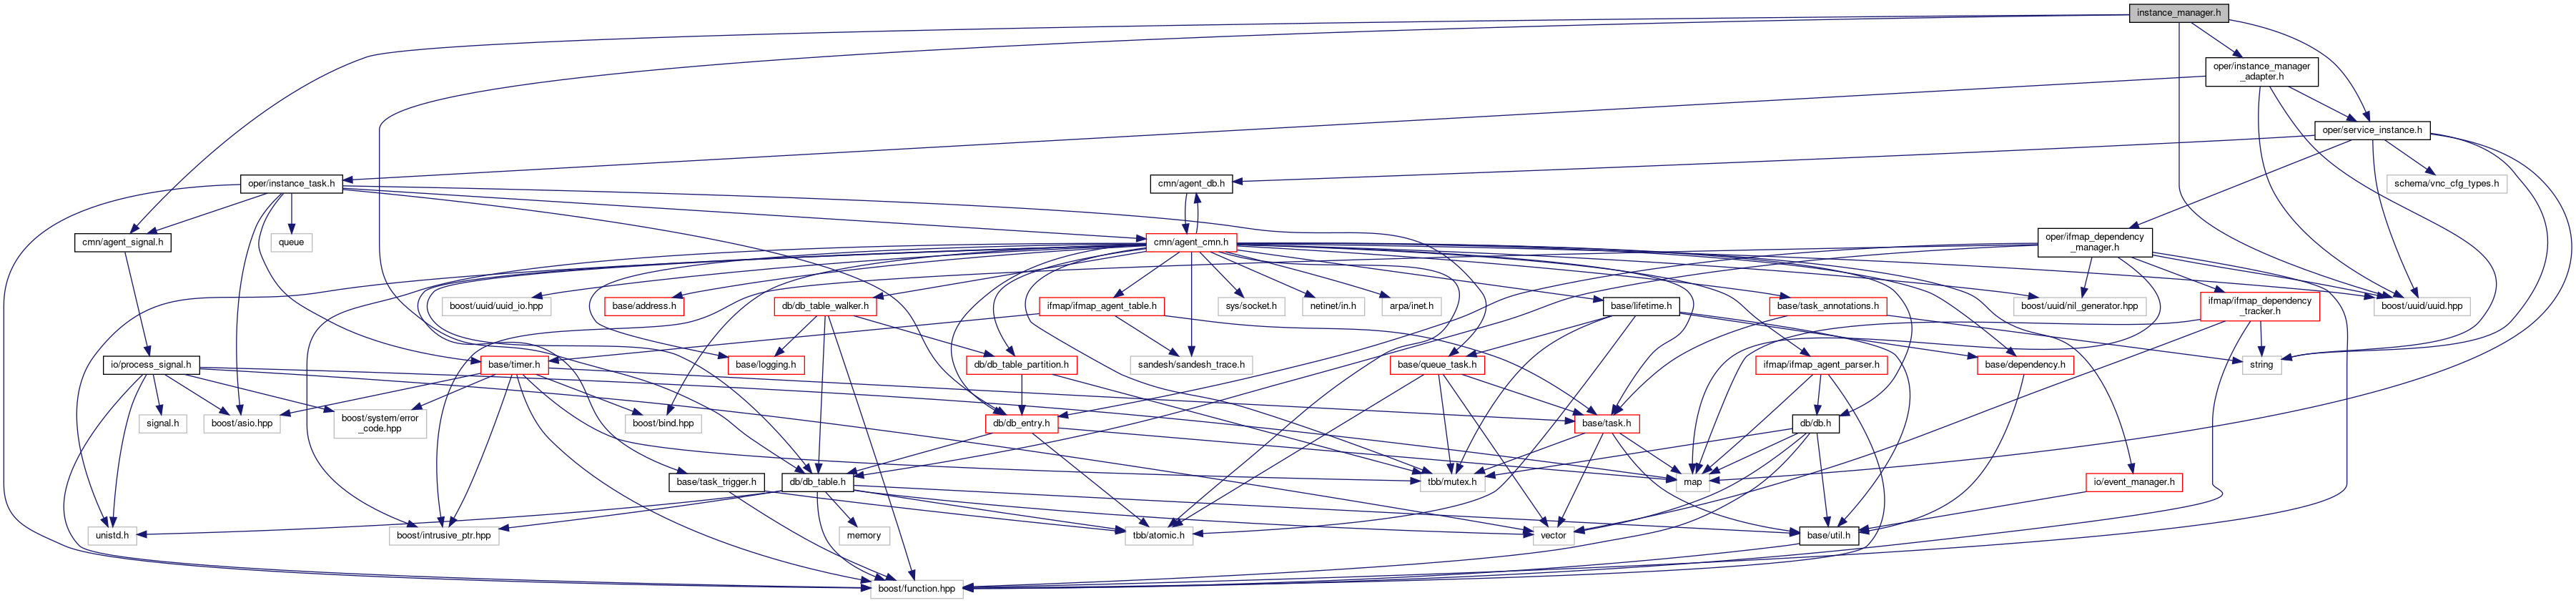 instance_manager.h
oper/instance_manager
_adapter.h
oper/service_instance.h
oper/instance_task.h
cmn/agent_db.h
schema/vnc_cfg_types.h
cmn/agent_signal.h
queue
cmn/agent_cmn.h
oper/ifmap_dependency
_manager.h
boost/uuid/uuid_io.hpp
base/address.h
db/db_table_walker.h
ifmap/ifmap_agent_table.h
sys/socket.h
netinet/in.h
arpa/inet.h
base/lifetime.h
base/task_annotations.h
boost/uuid/nil_generator.hpp
ifmap/ifmap_dependency
_tracker.h
boost/uuid/uuid.hpp
io/process_signal.h
base/timer.h
base/logging.h
db/db_table_partition.h
sandesh/sandesh_trace.h
base/queue_task.h
ifmap/ifmap_agent_parser.h
base/dependency.h
string
signal.h
boost/asio.hpp
boost/system/error
_code.hpp
boost/bind.hpp
db/db_entry.h
base/task.h
db/db.h
base/task_trigger.h
db/db_table.h
tbb/mutex.h
map
io/event_manager.h
unistd.h
boost/intrusive_ptr.hpp
memory
tbb/atomic.h
vector
base/util.h
boost/function.hpp